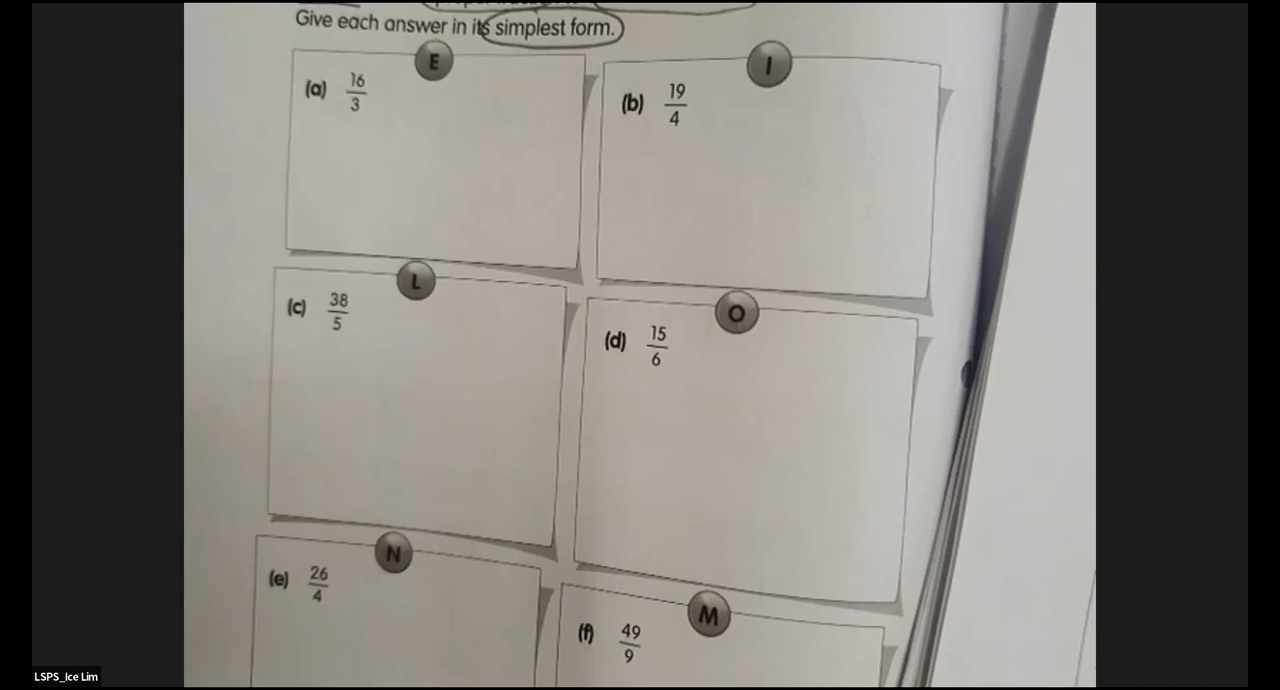 Give each answer in its simplest form.
E
(a) 16/3
I
(b) 19/4
L
(c) 38/5
O
(d) 15/6
N
(e) 26/4
M
(f) 49/9
LSPS_Ice Lim